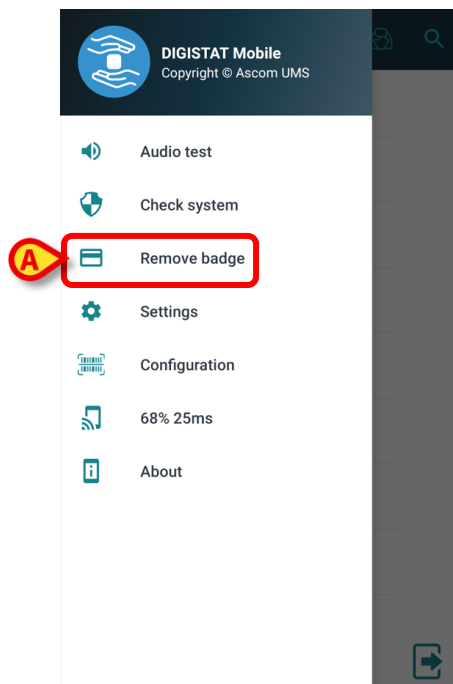 DIGISTAT Mobile
Copyright © Ascom UMS
Audio test
Check system
A
Remove badge
Settings
Configuration
68% 25ms
About